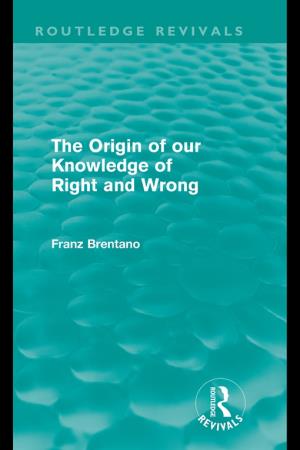 ROUTLEDGE REVIVALS
The Origin of our
Knowledge of
Right and Wrong
Franz Brentano
ROUTLEDGE
REVIVALS